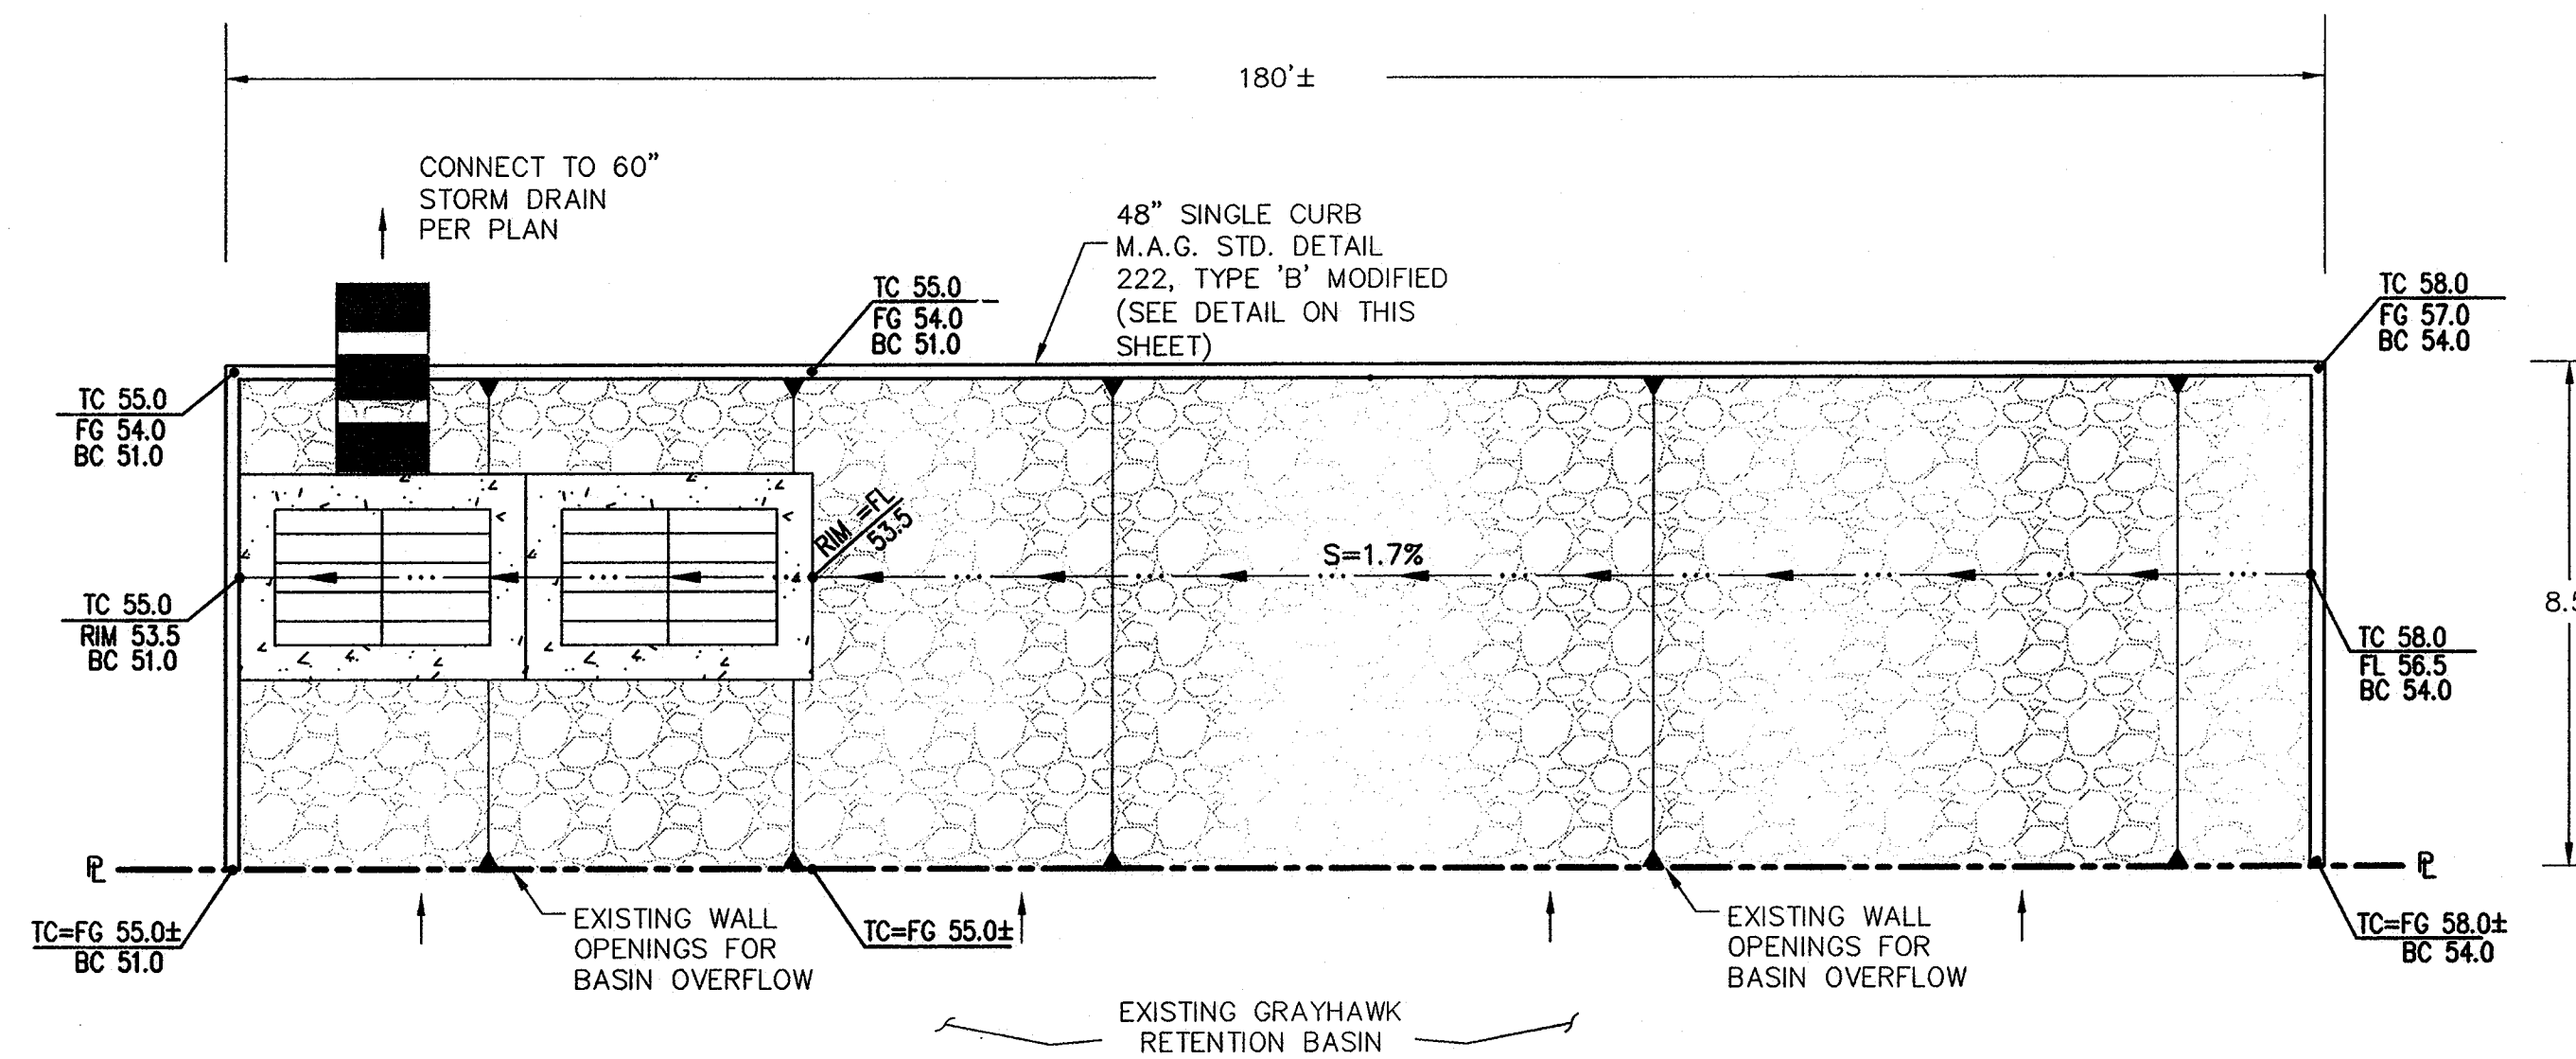 180'±
CONNECT TO 60"
STORM DRAIN
PER PLAN
48" SINGLE CURB
M.A.G. STD. DETAIL
222, TYPE 'B' MODIFIED
(SEE DETAIL ON THIS
SHEET)
TC 55.0
FG 54.0
BC 51.0
TC 58.0
FG 57.0
BC 54.0
TC 55.0
FG 54.0
BC 51.0
RIM =FL
53.5
S=1.7%
TC 55.0
RIM 53.5
BC 51.0
8.5
TC 58.0
FL 56.5
BC 54.0
PL
PL
TC=FG 55.0±
BC 51.0
EXISTING WALL
OPENINGS FOR
BASIN OVERFLOW
TC=FG 55.0±
EXISTING WALL
OPENINGS FOR
BASIN OVERFLOW
TC=FG 58.0±
BC 54.0
EXISTING GRAYHAWK
RETENTION BASIN